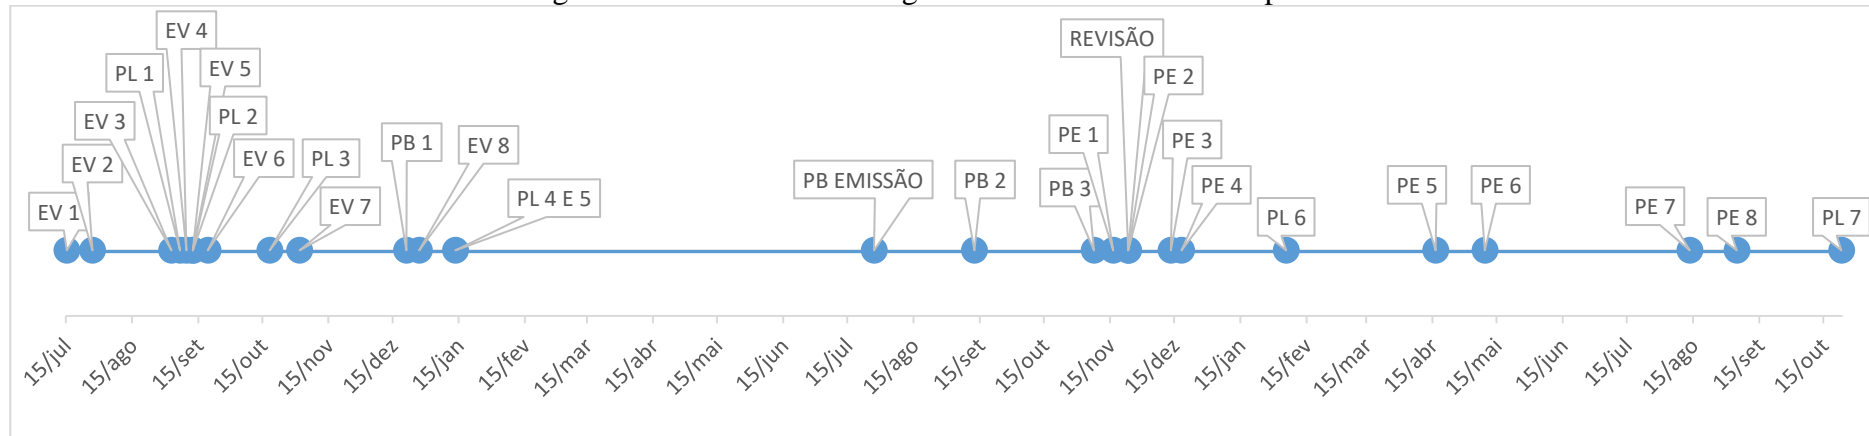 EV 1
EV 2
EV 3
PL 1
EV 4
EV 5
PL 2
EV 6
PL 3
EV 7
PB 1
EV 8
PL 4 E 5
PB EMISSÃO
PB 2
PB 3
PE 1
REVISÃO
PE 2
PE 3
PE 4
PL 6
PE 5
PE 6
PE 7
PE 8
PL 7
15/jul
15/ago
15/set
15/out
15/nov
15/dez
15/jan
15/fev
15/mar
15/abr
15/mai
15/jun
15/jul
15/ago
15/set
15/out
15/nov
15/dez
15/jan
15/fev
15/mar
15/abr
15/mai
15/jun
15/jul
15/ago
15/set
15/out